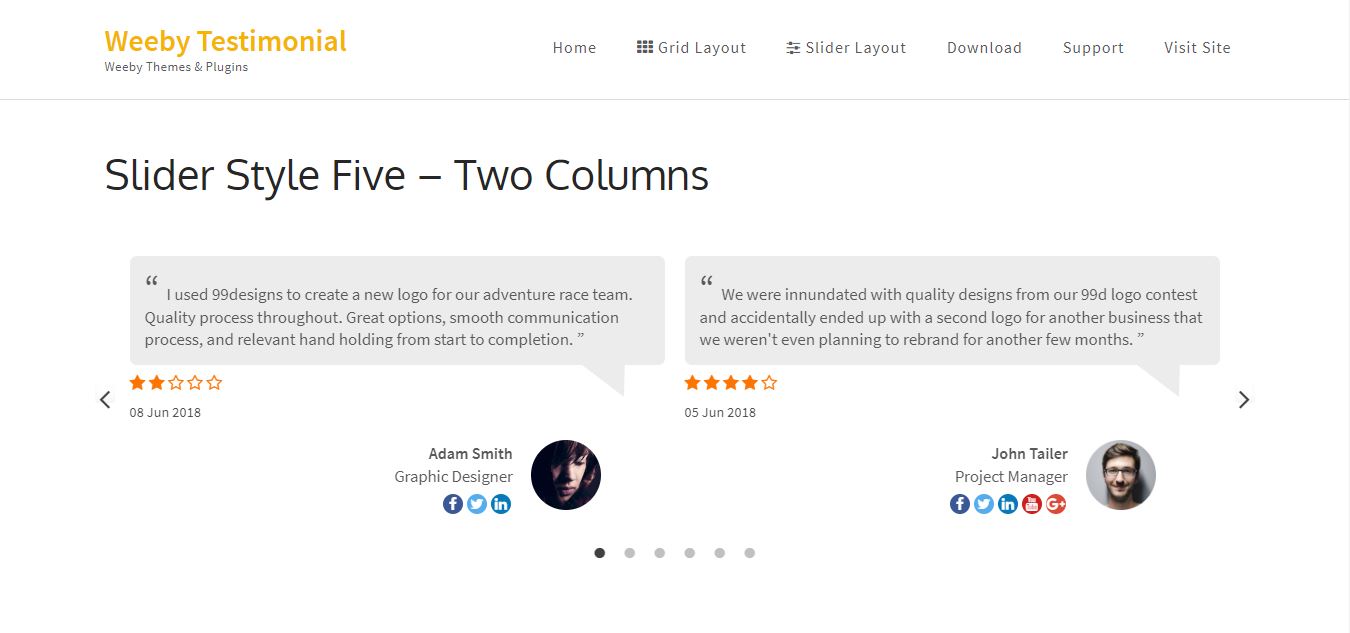 Weeby Testimonial
Weeby Themes & Plugins
Home Grid Layout Slider Layout Download Support Visit Site
Slider Style Five – Two Columns
“ I used 99designs to create a new logo for our adventure race team.
Quality process throughout. Great options, smooth communication
process, and relevant hand holding from start to completion. ”
08 Jun 2018
Adam Smith
Graphic Designer
“ We were innundated with quality designs from our 99d logo contest
and accidentally ended up with a second logo for another business that
we weren't even planning to rebrand for another few months. ”
05 Jun 2018
John Tailer
Project Manager